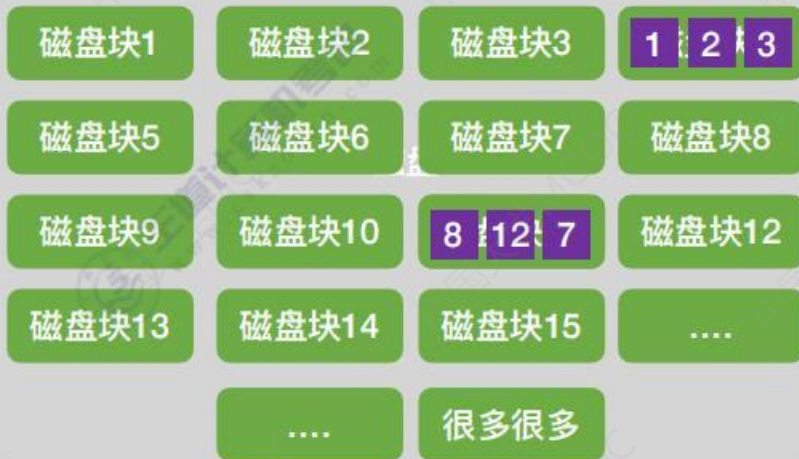 磁盘块1 磁盘块2 磁盘块3 1 2 3
磁盘块5 磁盘块6 磁盘块7 磁盘块8
磁盘块9 磁盘块10 8 12 7 磁盘块12
磁盘块13 磁盘块14 磁盘块15 ....
.... 很多很多